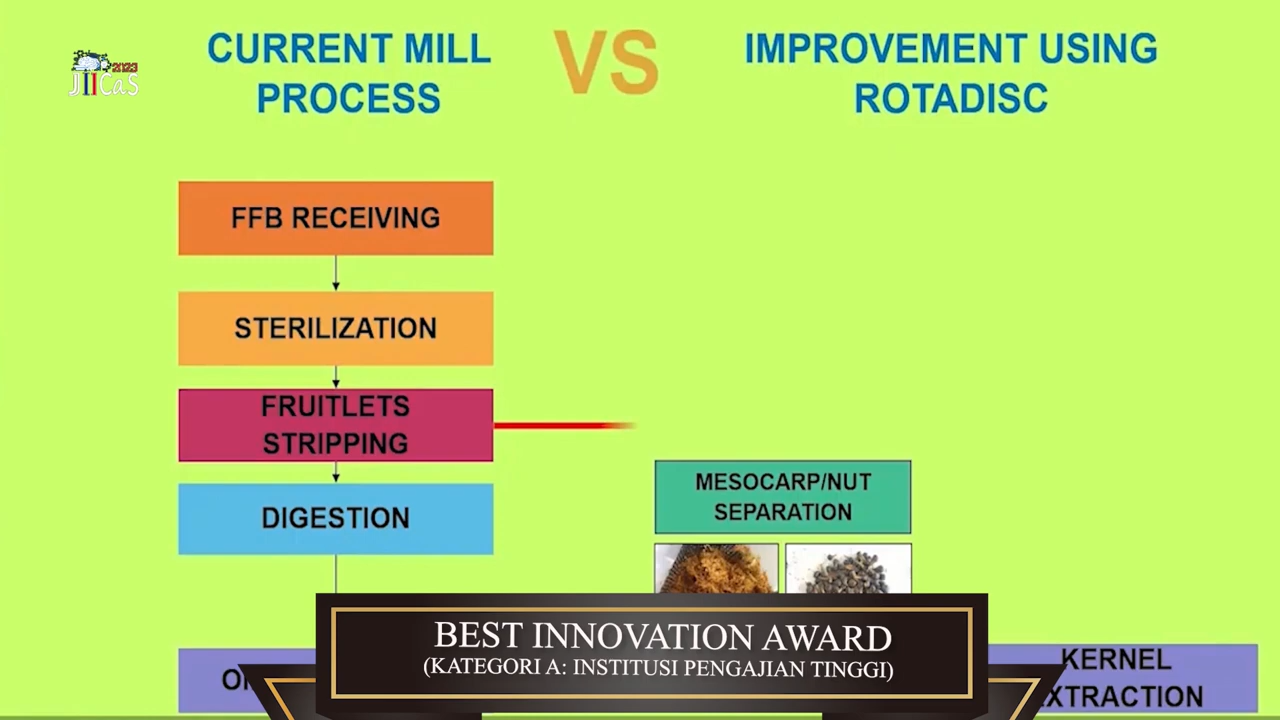 CURRENT MILL
PROCESS
VS
IMPROVEMENT USING
ROTADISC
2023
JIICaS
FFB RECEIVING
STERILIZATION
FRUITLETS
STRIPPING
DIGESTION
MESOCARP/NUT
SEPARATION
KERNEL
EXTRACTION
BEST INNOVATION AWARD
(KATEGORI A: INSTITUSI PENGAJIAN TINGGI)